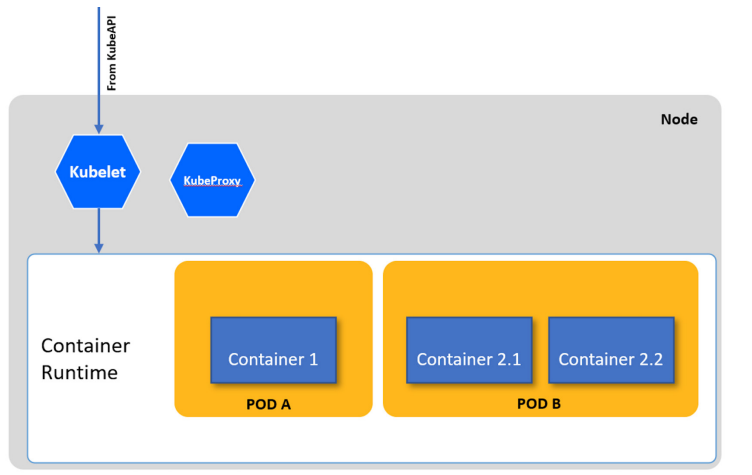 From KubeAPI
Node
Kubelet
KubeProxy
Container
Runtime
Container 1
Container 2.1
Container 2.2
POD A
POD B